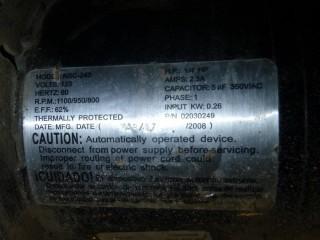 MODEL: KSC-240 H.P.: 1/4 HP
VOLTS: 120 AMPS: 2.3A
HERTZ: 60 CAPACITOR: 5 uF 350VAC
R.P.M.: 1100/950/800 PHASE: 1
E.F.F.: 62% INPUT KW: 0.26
THERMALLY PROTECTED P/N 02030249
DATE: MFG. DATE ( /2008 )
CAUTION: Automatically operated device.
Disconnect from power supply before servicing.
Improper routing of power cord could
result in fire or electric shock.
¡CUIDADO!